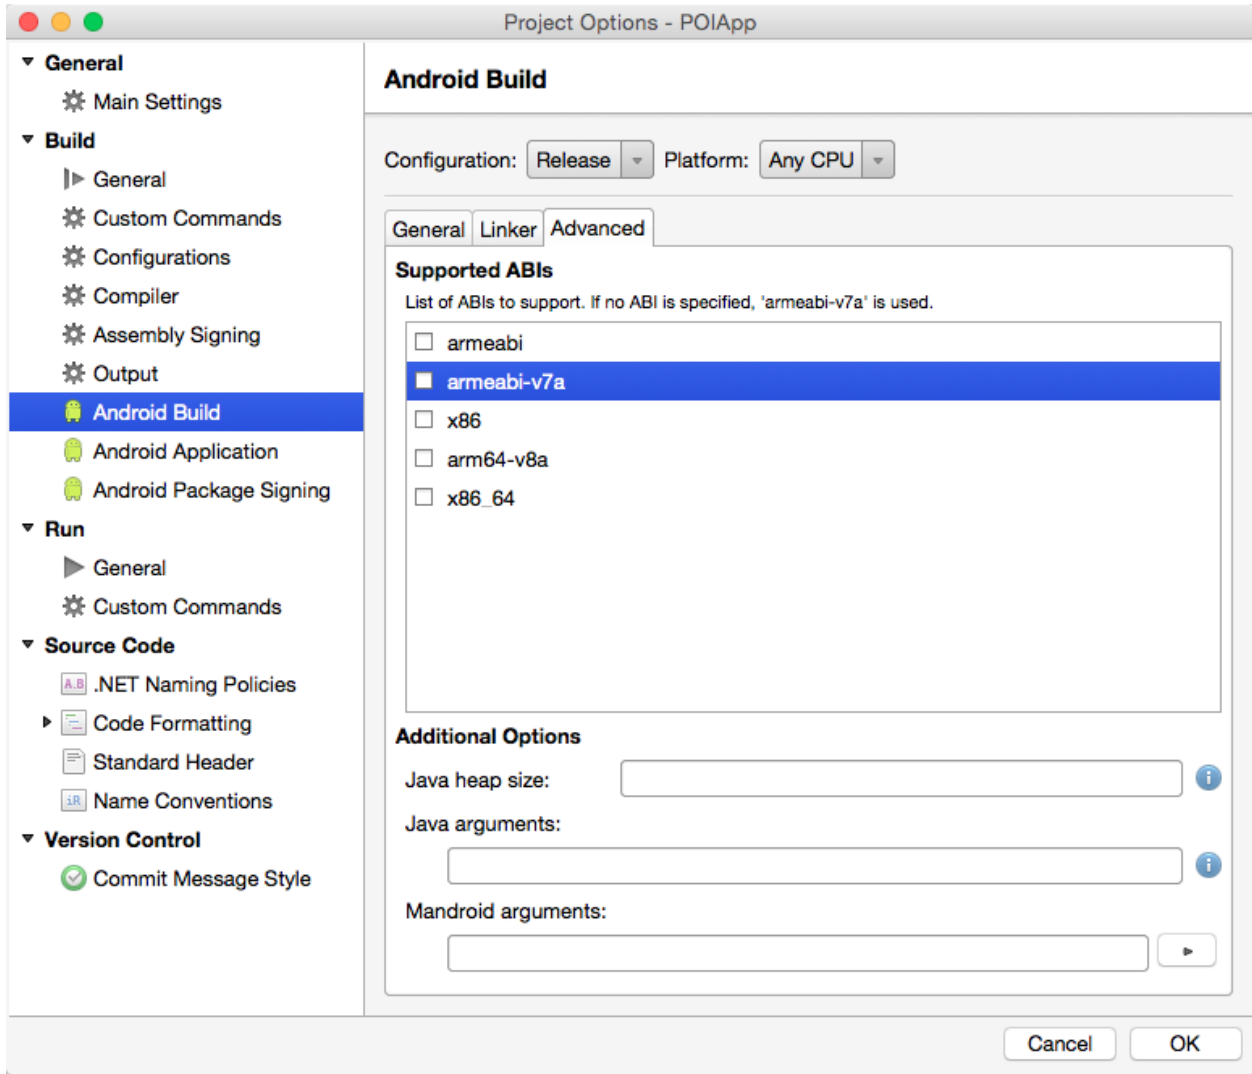 Project Options - POIApp
General
Main Settings
Build
General
Custom Commands
Configurations
Compiler
Assembly Signing
Output
Android Build
Android Application
Android Package Signing
Run
General
Custom Commands
Source Code
A.B .NET Naming Policies
Code Formatting
Standard Header
iR Name Conventions
Version Control
Commit Message Style
Android Build
Configuration: Release Platform: Any CPU
General Linker Advanced
Supported ABIs
List of ABIs to support. If no ABI is specified, 'armeabi-v7a' is used.
armeabi
armeabi-v7a
x86
arm64-v8a
x86_64
Additional Options
Java heap size:
Java arguments:
Mandroid arguments:
Cancel OK